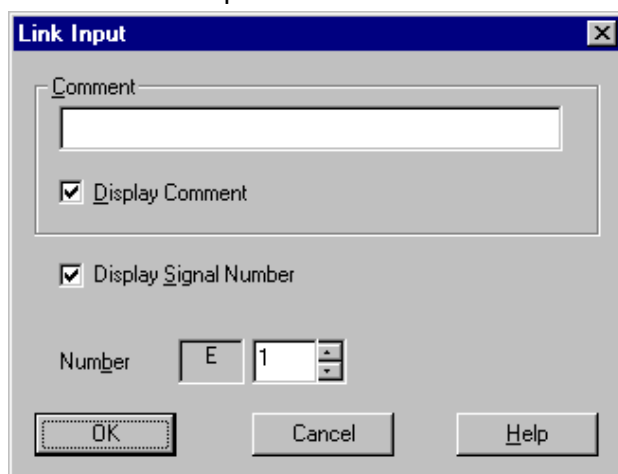 Link Input
Comment
Display Comment
Display Signal Number
Number E 1
OK Cancel Help